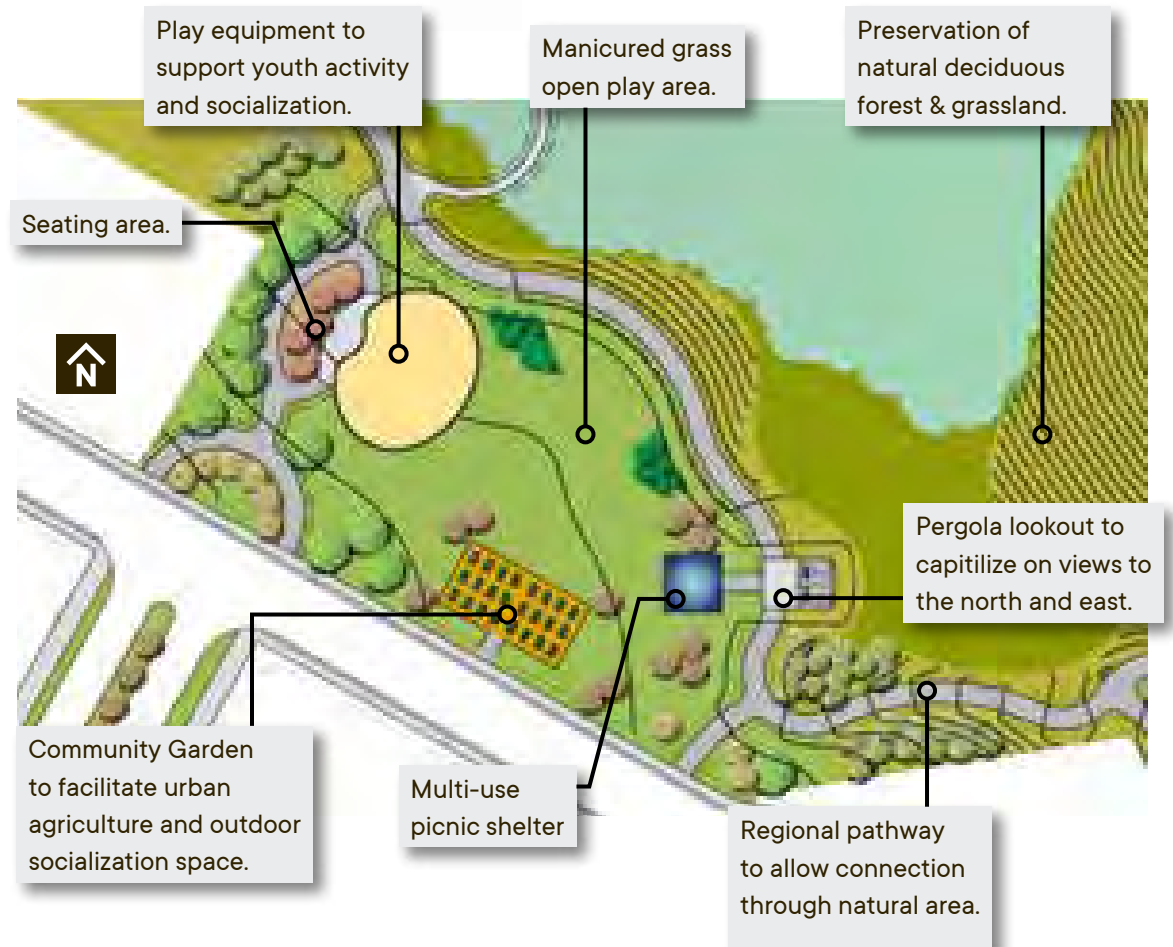 Play equipment to
support youth activity
and socialization.
Manicured grass
open play area.
Preservation of
natural deciduous
forest & grassland.
Seating area.
N
Pergola lookout to
capitilize on views to
the north and east.
Community Garden
to facilitate urban
agriculture and outdoor
socialization space.
Multi-use
picnic shelter
Regional pathway
to allow connection
through natural area.